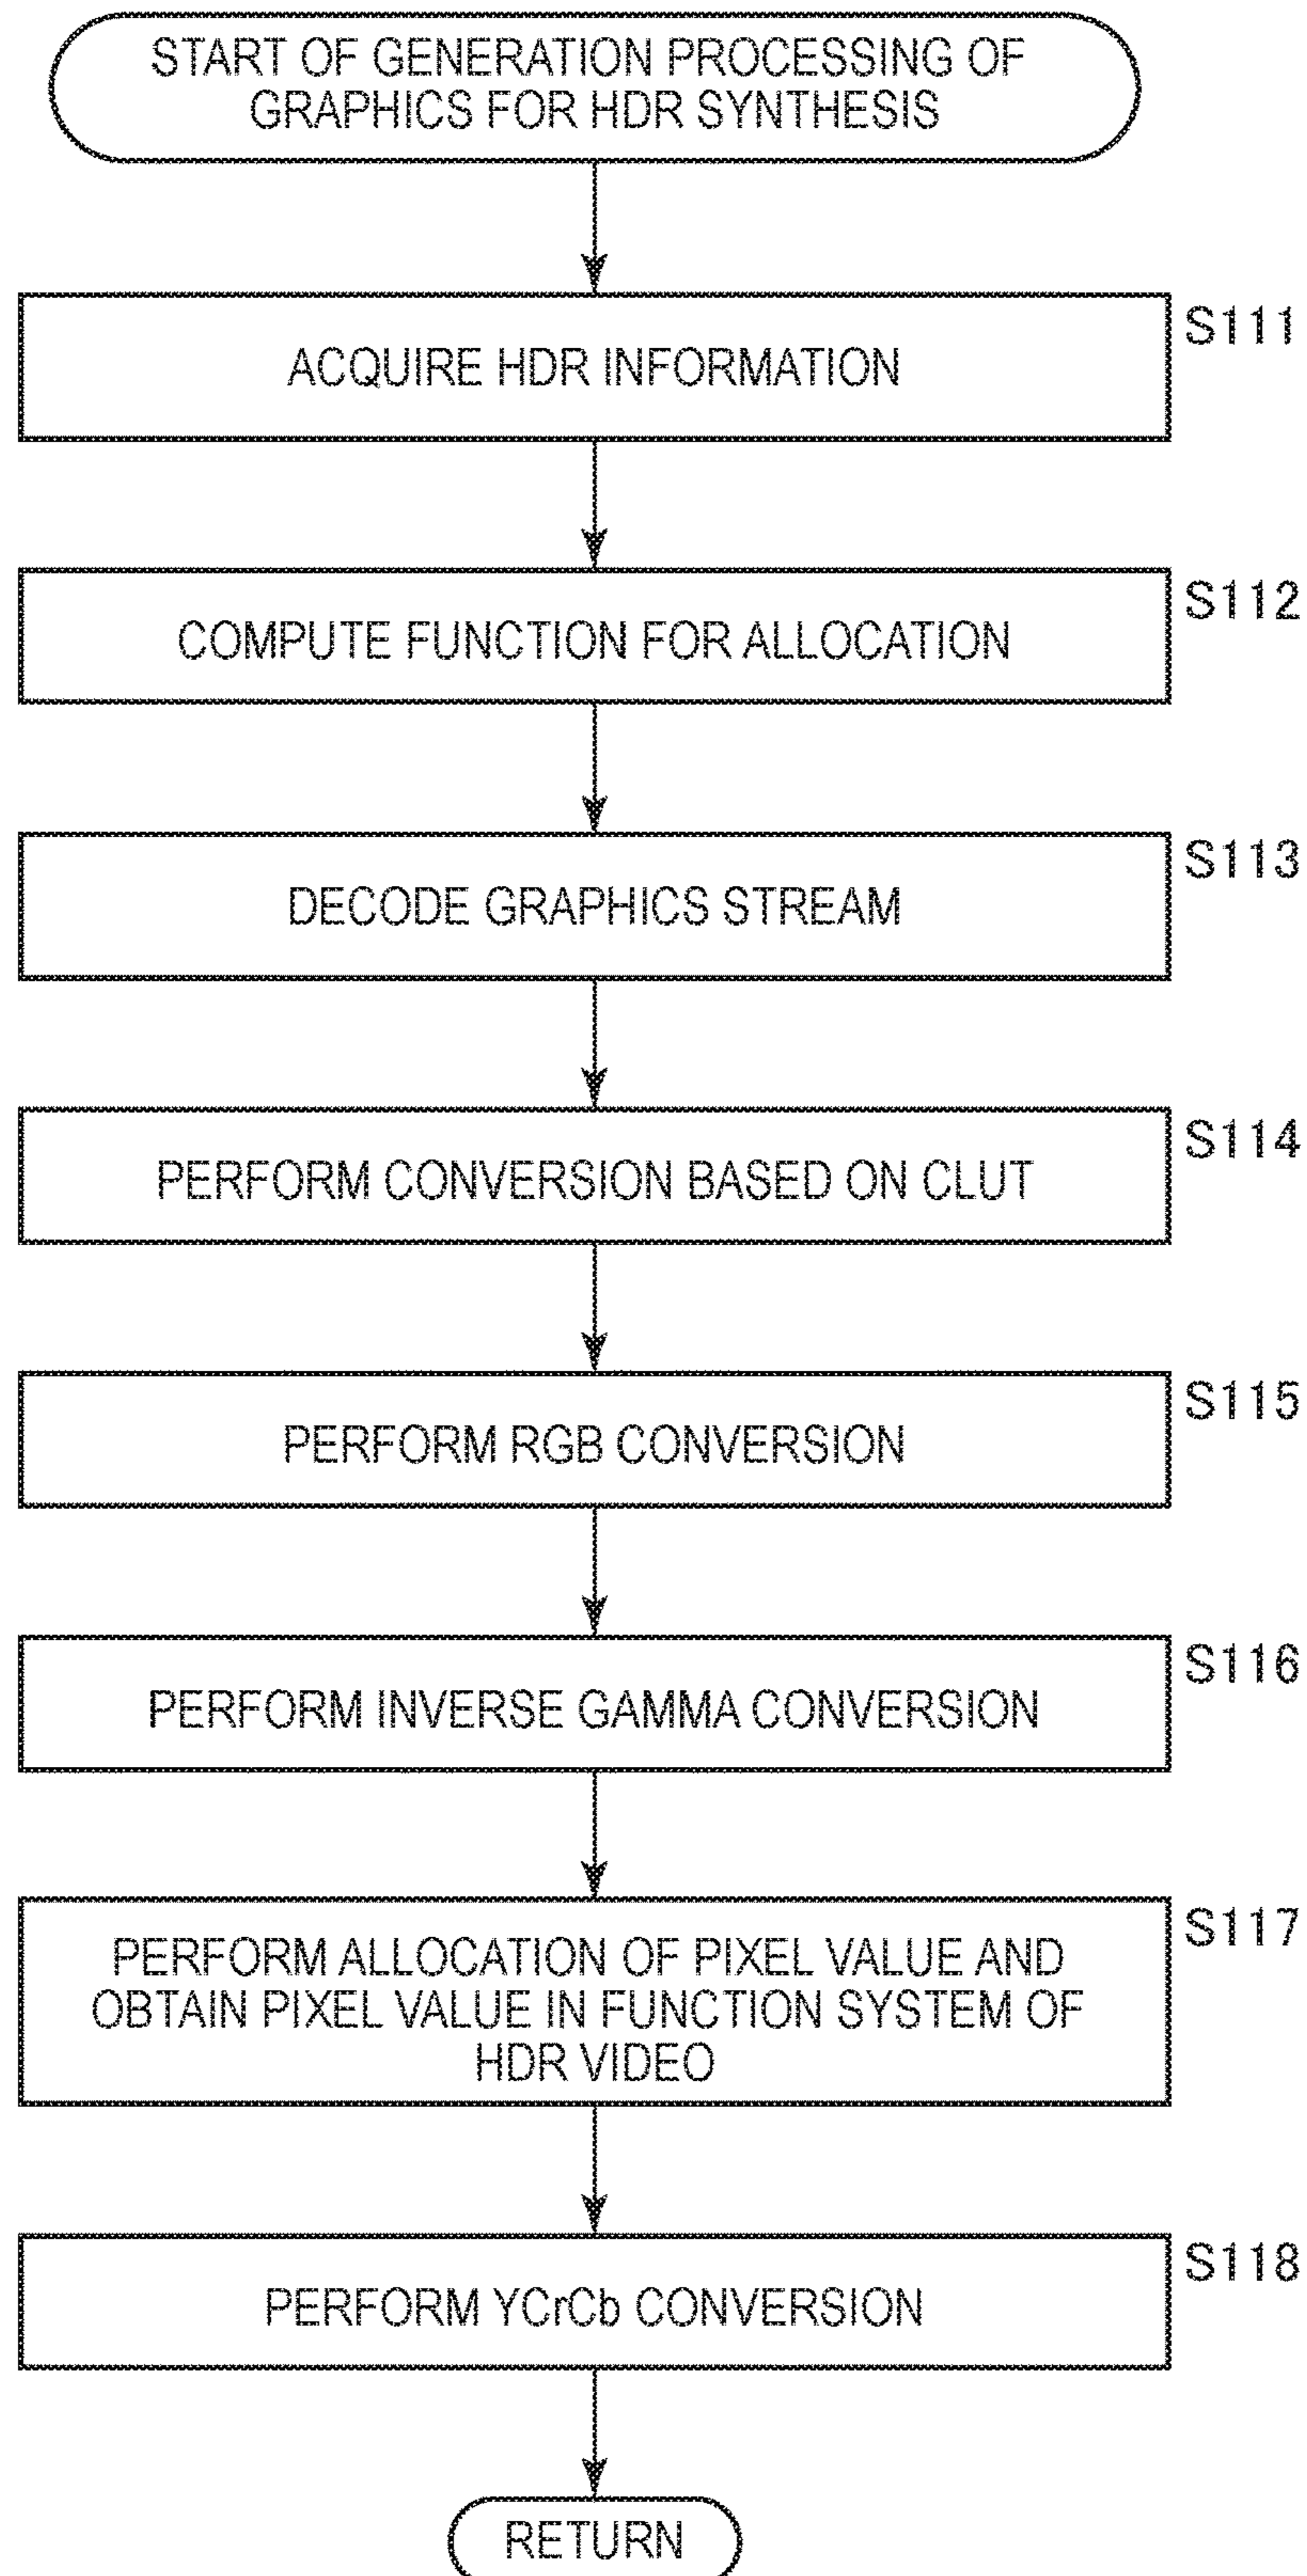 START OF GENERATION PROCESSING OF
GRAPHICS FOR HDR SYNTHESIS
S111
ACQUIRE HDR INFORMATION
S112
COMPUTE FUNCTION FOR ALLOCATION
S113
DECODE GRAPHICS STREAM
S114
PERFORM CONVERSION BASED ON CLUT
S115
PERFORM RGB CONVERSION
S116
PERFORM INVERSE GAMMA CONVERSION
S117
PERFORM ALLOCATION OF PIXEL VALUE AND
OBTAIN PIXEL VALUE IN FUNCTION SYSTEM OF
HDR VIDEO
S118
PERFORM YCrCb CONVERSION
RETURN